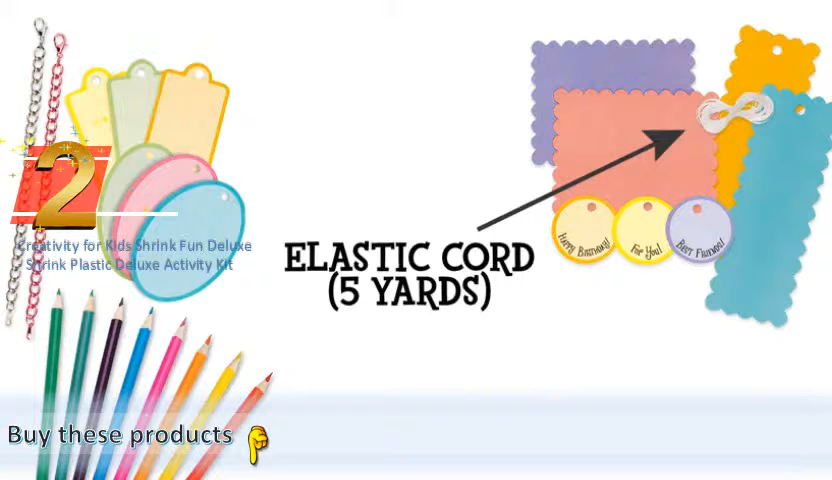 2
Creativity for Kids Shrink Fun Deluxe
Shrink Plastic Deluxe Activity Kit
ELASTIC CORD
(5 YARDS)
Happy Birthday!
For You!
Best Friends!
Buy these products